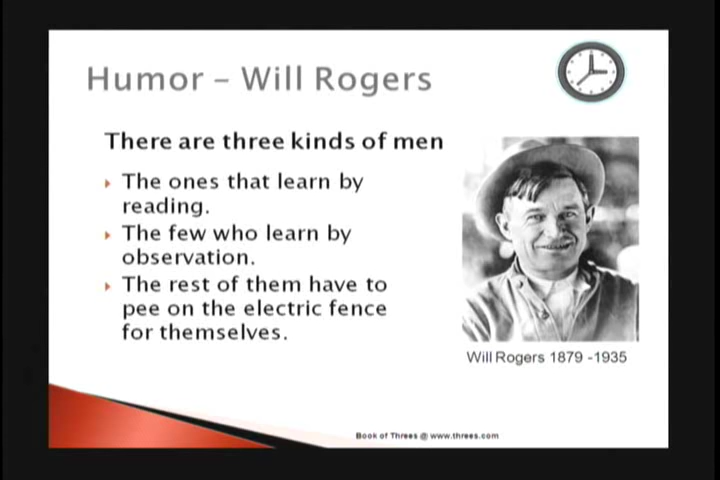 Humor – Will Rogers
There are three kinds of men
The ones that learn by
reading.
The few who learn by
observation.
The rest of them have to
pee on the electric fence
for themselves.
Will Rogers 1879 -1935
Book of Threes @ www.threes.com